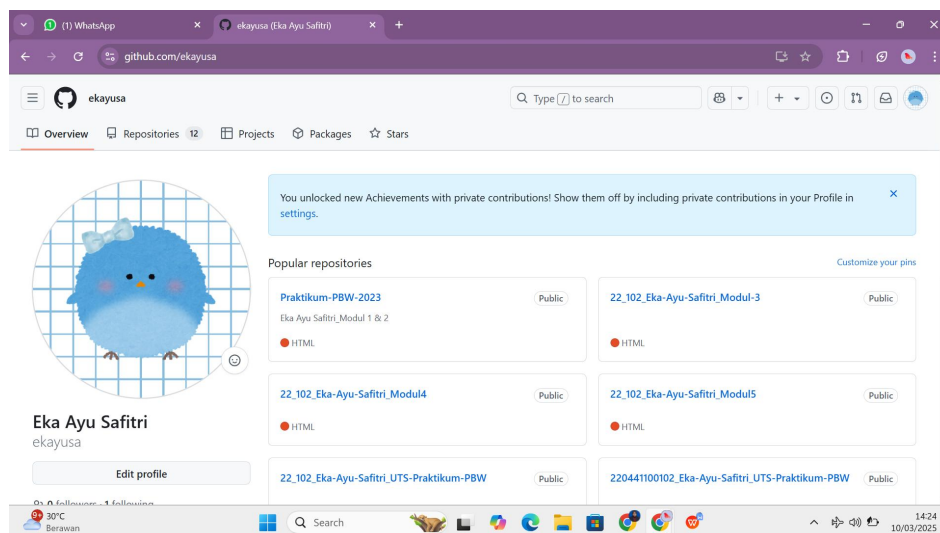 (1) WhatsApp
ekayusa (Eka Ayu Safitri)
github.com/ekayusa
ekayusa
Type / to search
Overview Repositories 12 Projects Packages Stars
You unlocked new Achievements with private contributions! Show them off by including private contributions in your Profile in
settings.
Popular repositories
Customize your pins
Praktikum-PBW-2023
Public
Eka Ayu Safitri_Modul 1 & 2
HTML
22_102_Eka-Ayu-Safitri_Modul-3
Public
HTML
22_102_Eka-Ayu-Safitri_Modul4
Public
HTML
22_102_Eka-Ayu-Safitri_Modul5
Public
HTML
22_102_Eka-Ayu-Safitri_UTS-Praktikum-PBW
Public
220441100102_Eka-Ayu-Safitri_UTS-Praktikum-PBW
Public
Eka Ayu Safitri
ekayusa
Edit profile
0 followers · 1 following
30°C
Berawan
Search
14:24
10/03/2025